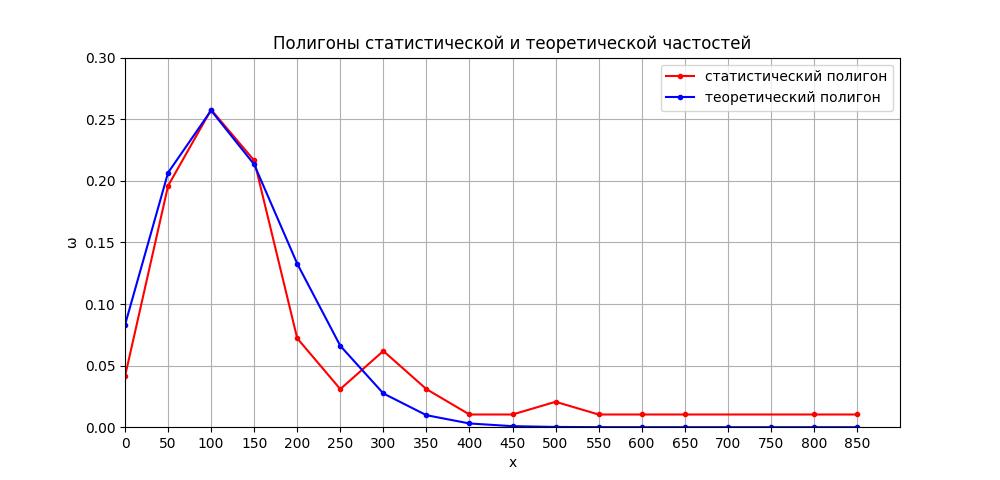 Полигоны статистической и теоретической частостей
статистический полигон
теоретический полигон
0.30
0.25
0.20
0.15
0.10
0.05
0.00
ω
0 50 100 150 200 250 300 350 400 450 500 550 600 650 700 750 800 850
x